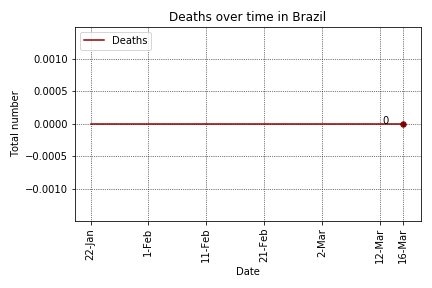 Deaths over time in Brazil
Deaths
0.0010
0.0005
0.0000
0
−0.0005
−0.0010
Total number
22-Jan
1-Feb
11-Feb
21-Feb
2-Mar
12-Mar
16-Mar
Date